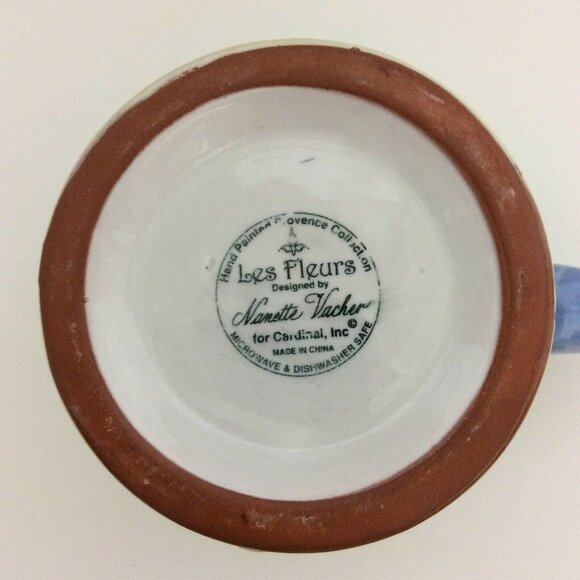 Hand Painted Provence Collection
Les Fleurs
Designed by
Nanette Vacher
for Cardinal, Inc ©
MADE IN CHINA
MICROWAVE & DISHWASHER SAFE